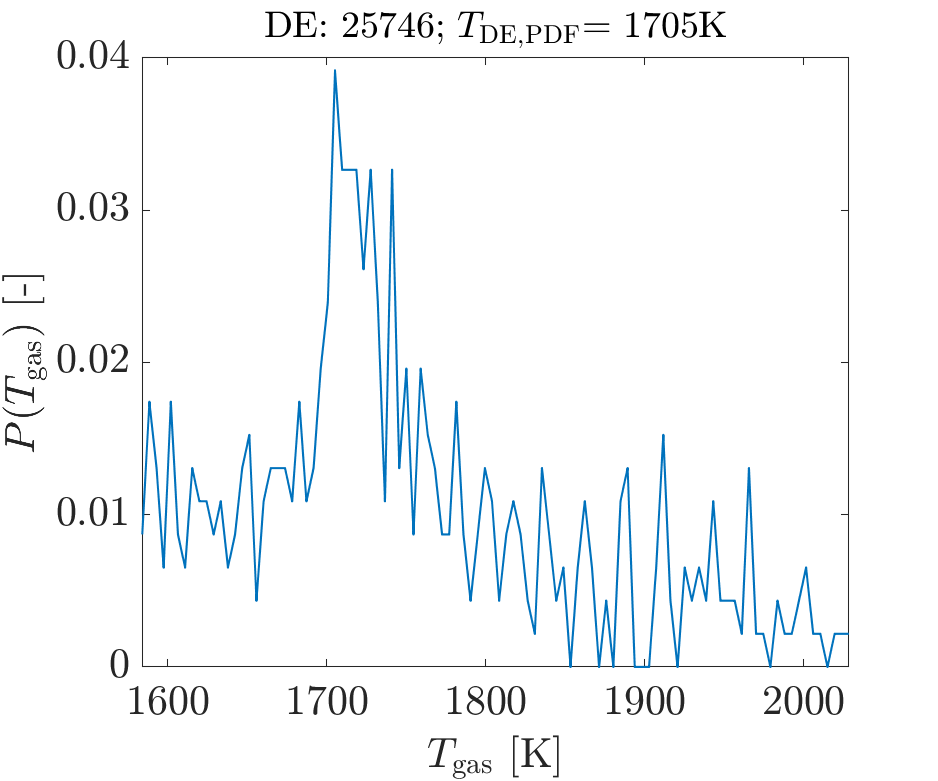 DE: 25746; T_DE,PDF= 1705K
0.04
0.03
0.02
0.01
0
P(T_gas) [-]
1600 1700 1800 1900 2000
T_gas [K]